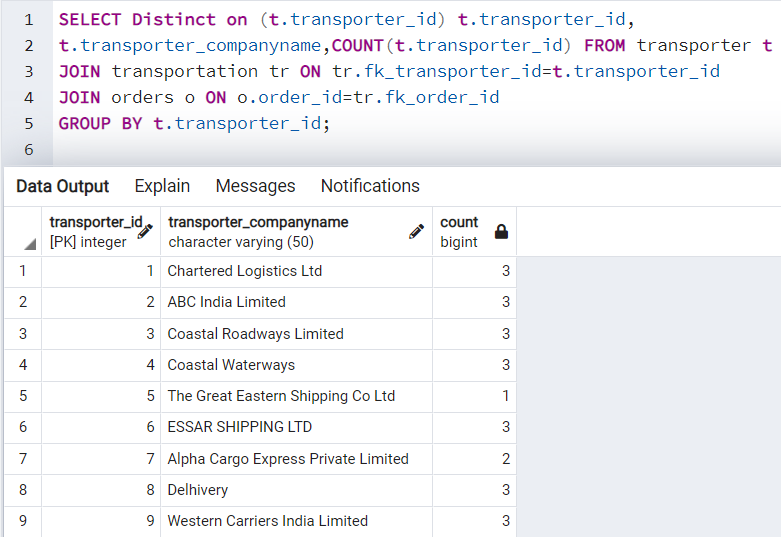 1 SELECT Distinct on (t.transporter_id) t.transporter_id,
2 t.transporter_companyname,COUNT(t.transporter_id) FROM transporter t
3 JOIN transportation tr ON tr.fk_transporter_id=t.transporter_id
4 JOIN orders o ON o.order_id=tr.fk_order_id
5 GROUP BY t.transporter_id;
6
Data Output Explain Messages Notifications
transporter_id transporter_companyname count
[PK] integer character varying (50) bigint
1 1 Chartered Logistics Ltd 3
2 2 ABC India Limited 3
3 3 Coastal Roadways Limited 3
4 4 Coastal Waterways 3
5 5 The Great Eastern Shipping Co Ltd 1
6 6 ESSAR SHIPPING LTD 3
7 7 Alpha Cargo Express Private Limited 2
8 8 Delhivery 3
9 9 Western Carriers India Limited 3